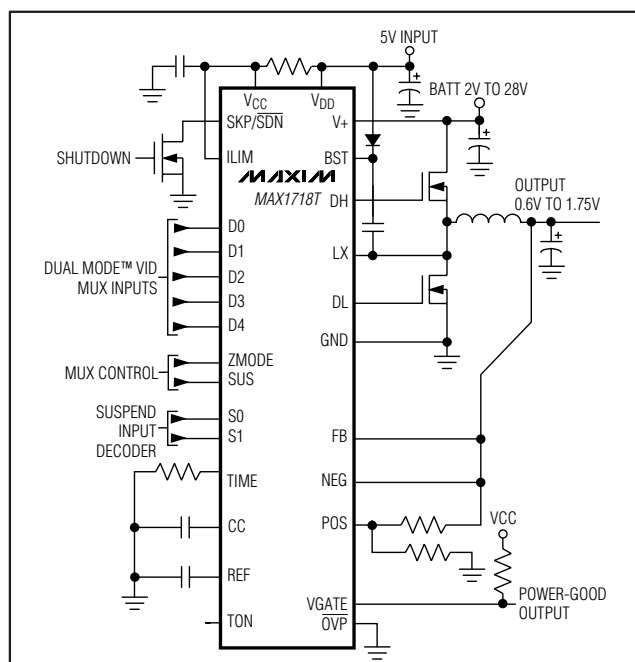 5V INPUT
BATT 2V TO 28V
VCC
VDD
SKP/SDN
V+
SHUTDOWN
ILIM
BST
MAXIM
MAX1718T
DH
OUTPUT
0.6V TO 1.75V
D0
D1
LX
DUAL MODE™ VID
MUX INPUTS
D2
D3
DL
D4
GND
MUX CONTROL
ZMODE
SUS
SUSPEND
INPUT
DECODER
S0
S1
FB
TIME
NEG
CC
POS
VCC
REF
VGATE
POWER-GOOD
OUTPUT
TON
OVP